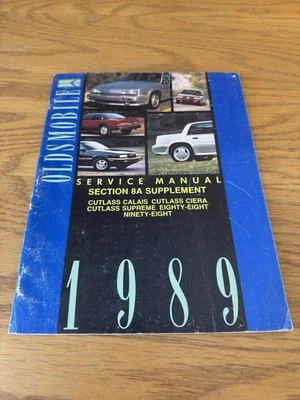 OLDSMOBILE
SERVICE MANUAL
SECTION 8A SUPPLEMENT
CUTLASS CALAIS CUTLASS CIERA
CUTLASS SUPREME EIGHTY-EIGHT
NINETY-EIGHT
1989